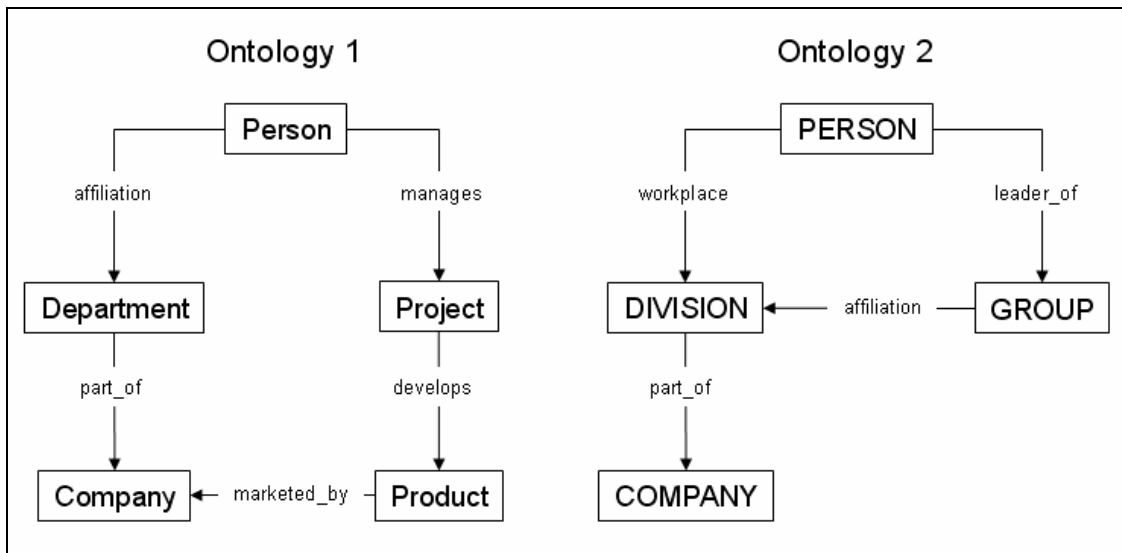 Ontology 1
Ontology 2
Person
PERSON
affiliation
manages
workplace
leader_of
Department
Project
DIVISION
affiliation
GROUP
part_of
develops
part_of
Company
marketed_by
Product
COMPANY